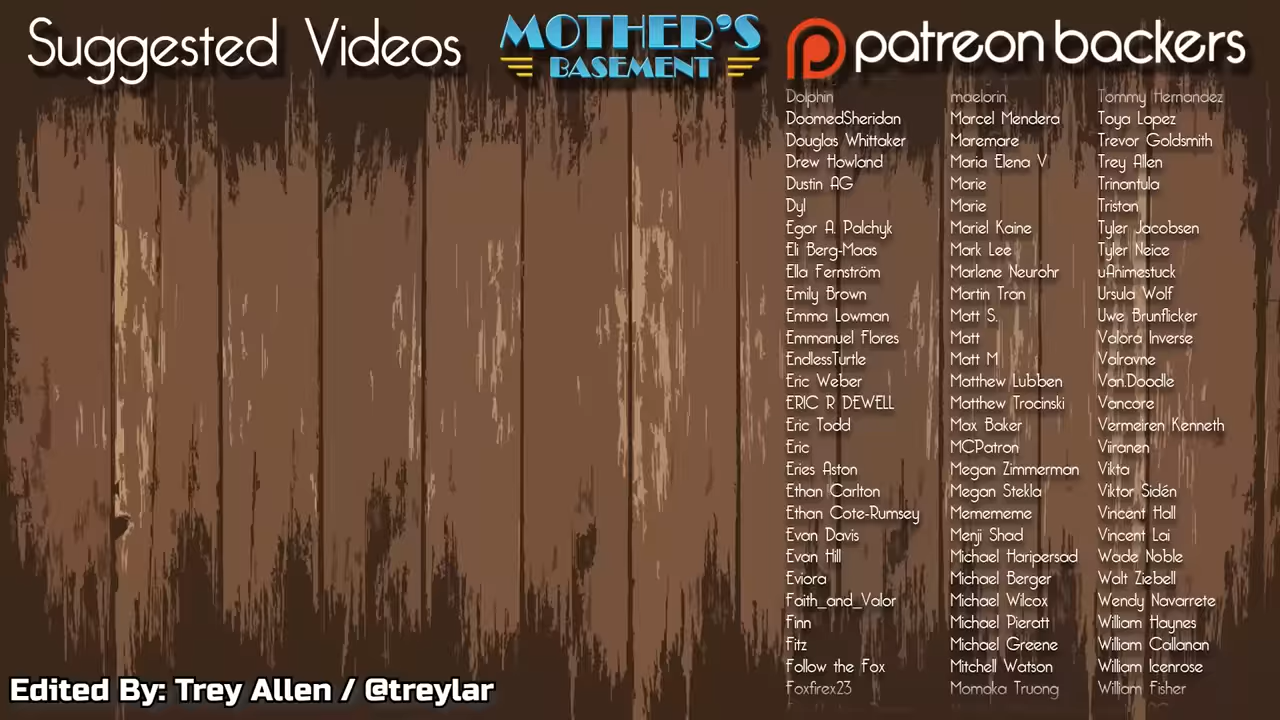 Suggested Videos
MOTHER'S
BASEMENT
patreon backers
Dolphin
DoomedSheridan
Douglas Whittaker
Drew Howland
Dustin AG
Dyl
Egor A. Palchyk
Eli Berg-Maas
Ella Fernström
Emily Brown
Emma Lowman
Emmanuel Flores
EndlessTurtle
Eric Weber
ERIC R DEWELL
Eric Todd
Eric
Eries Aston
Ethan Carlton
Ethan Cote-Rumsey
Evan Davis
Evan Hill
Eviora
Faith_and_Valor
Finn
Fitz
Follow the Fox
Foxfirex23
maelorin
Marcel Mendera
Maremare
Maria Elena V
Marie
Marie
Mariel Kaine
Mark Lee
Marlene Neurohr
Martin Tran
Matt S.
Matt
Matt M
Matthew Lubben
Matthew Trocinski
Max Baker
MCPatron
Megan Zimmerman
Megan Stekla
Memememe
Menji Shad
Michael Haripersad
Michael Berger
Michael Wilcox
Michael Pieratt
Michael Greene
Mitchell Watson
Momaka Truong
Tommy Hernandez
Toya Lopez
Trevor Goldsmith
Trey Allen
Trinantula
Tristan
Tyler Jacobsen
Tyler Neice
uAnimestuck
Ursula Wolf
Uwe Brunflicker
Valora Inverse
Valravne
Van.Doodle
Vancore
Vermeiren Kenneth
Viiranen
Vikta
Viktor Sidén
Vincent Hall
Vincent Lai
Wade Noble
Walt Ziebell
Wendy Navarrete
William Haynes
William Callanan
William Icenrose
William Fisher
Edited By: Trey Allen / @treylar